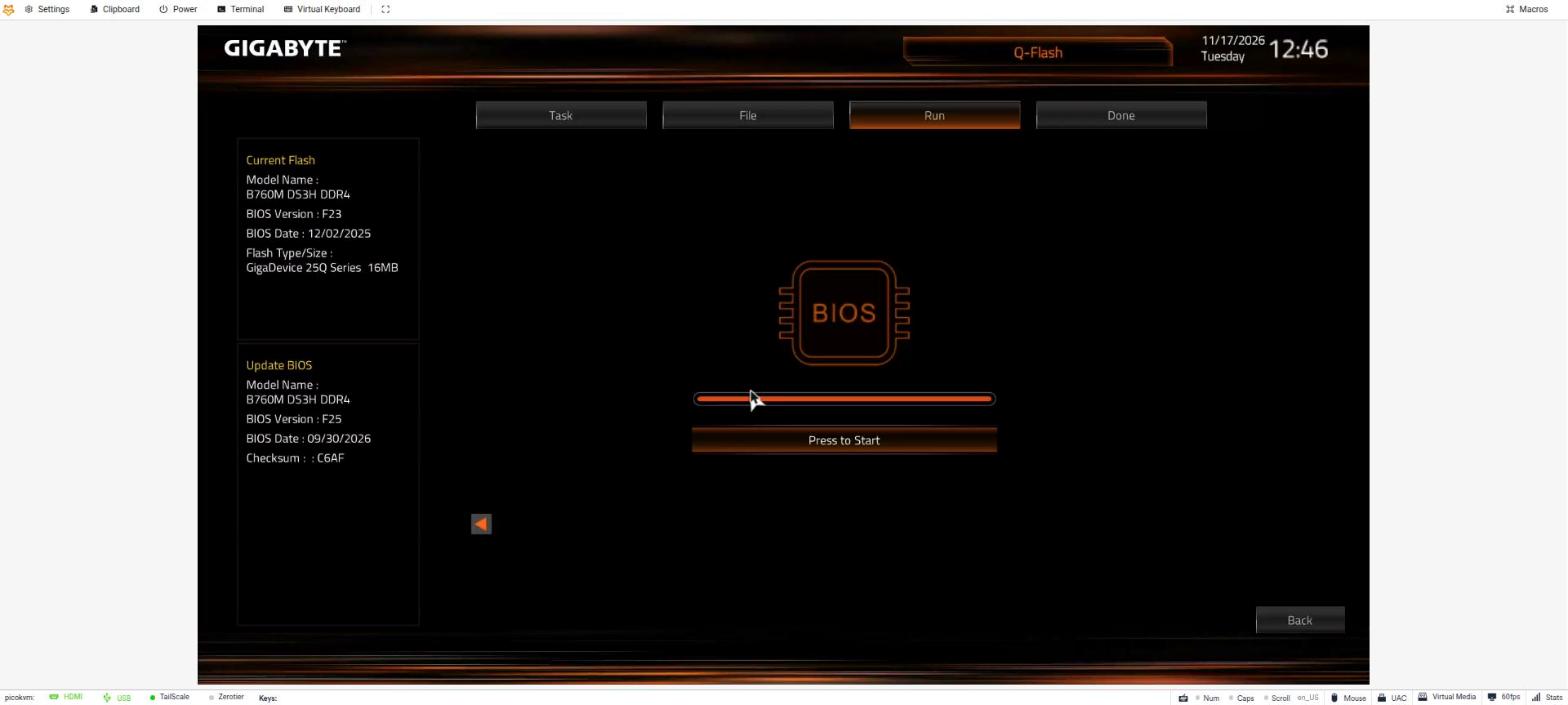 Settings Clipboard Power Terminal Virtual Keyboard Macros
GIGABYTE™
Q-Flash
11/17/2026
Tuesday
12:46
Task File Run Done
Current Flash
Model Name :
B760M DS3H DDR4
BIOS Version : F23
BIOS Date : 12/02/2025
Flash Type/Size :
GigaDevice 25Q Series 16MB
BIOS
Update BIOS
Model Name :
B760M DS3H DDR4
BIOS Version : F25
BIOS Date : 09/30/2026
Checksum : : C6AF
Press to Start
Back
picokvm: HDMI USB TailScale Zerotier Keys: Num Caps Scroll en_US Mouse UAC Virtual Media 60fps Stats